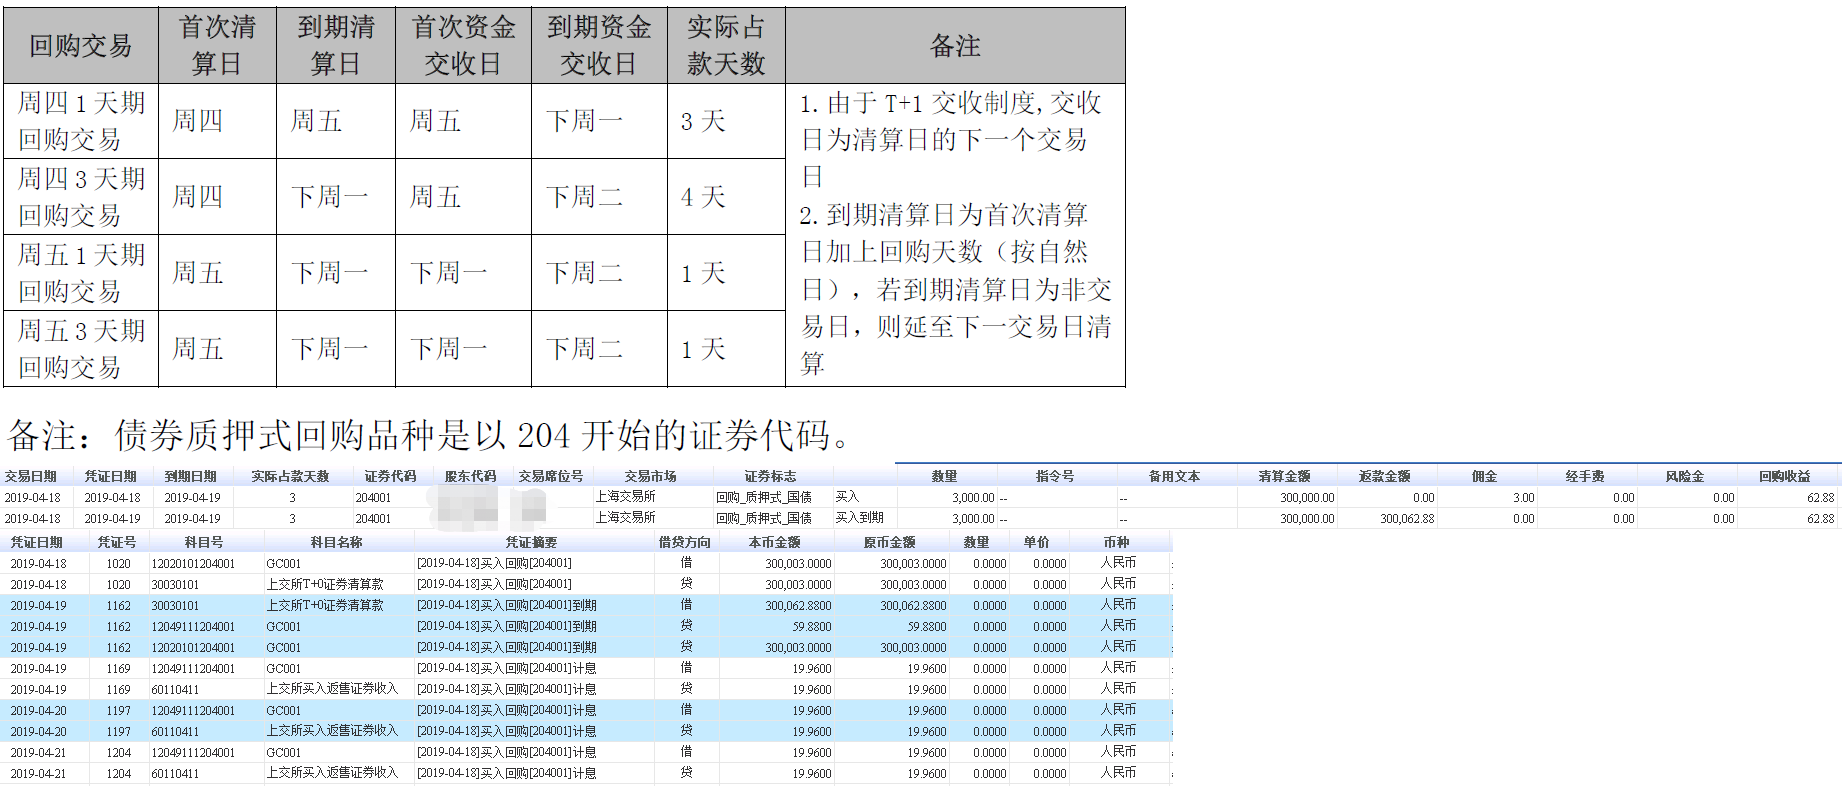 回购交易 首次清算日 到期清算日 首次资金交收日 到期资金交收日 实际占款天数 备注
周四1天期回购交易 周四 周五 周五 下周一 3天
周四3天期回购交易 周四 下周一 周五 下周二 4天
周五1天期回购交易 周五 下周一 下周一 下周二 1天
周五3天期回购交易 周五 下周一 下周一 下周二 1天
1.由于T+1交收制度,交收
日为清算日的下一个交易
日
2.到期清算日为首次清算
日加上回购天数（按自然
日），若到期清算日为非交
易日，则延至下一交易日清
算
备注：债券质押式回购品种是以204开始的证券代码。
交易日期 凭证日期 到期日期 实际占款天数 证券代码 股东代码 交易席位号 交易市场 证券标志 数量 指令号 备用文本 清算金额 返款金额 佣金 经手费 风险金 回购收益
2019-04-18 2019-04-18 2019-04-19 3 204001 上海交易所 回购_质押式_国债 买入 3,000.00 -- -- 300,000.00 0.00 3.00 0.00 0.00 62.88
2019-04-18 2019-04-19 2019-04-19 3 204001 上海交易所 回购_质押式_国债 买入到期 3,000.00 -- -- 300,000.00 300,062.88 0.00 0.00 0.00 62.88
凭证日期 凭证号 科目号 科目名称 凭证摘要 借贷方向 本币金额 原币金额 数量 单价 币种
2019-04-18 1020 12020101204001 GC001 [2019-04-18]买入回购[204001] 借 300,003.0000 300,003.0000 0.0000 0.0000 人民币
2019-04-18 1020 30030101 上交所T+0证券清算款 [2019-04-18]买入回购[204001] 贷 300,003.0000 300,003.0000 0.0000 0.0000 人民币
2019-04-19 1162 30030101 上交所T+0证券清算款 [2019-04-18]买入回购[204001]到期 借 300,062.8800 300,062.8800 0.0000 0.0000 人民币
2019-04-19 1162 12049111204001 GC001 [2019-04-18]买入回购[204001]到期 贷 59.8800 59.8800 0.0000 0.0000 人民币
2019-04-19 1162 12020101204001 GC001 [2019-04-18]买入回购[204001]到期 贷 300,003.0000 300,003.0000 0.0000 0.0000 人民币
2019-04-19 1169 12049111204001 GC001 [2019-04-18]买入回购[204001]计息 借 19.9600 19.9600 0.0000 0.0000 人民币
2019-04-19 1169 60110411 上交所买入返售证券收入 [2019-04-18]买入回购[204001]计息 贷 19.9600 19.9600 0.0000 0.0000 人民币
2019-04-20 1197 12049111204001 GC001 [2019-04-18]买入回购[204001]计息 借 19.9600 19.9600 0.0000 0.0000 人民币
2019-04-20 1197 60110411 上交所买入返售证券收入 [2019-04-18]买入回购[204001]计息 贷 19.9600 19.9600 0.0000 0.0000 人民币
2019-04-21 1204 12049111204001 GC001 [2019-04-18]买入回购[204001]计息 借 19.9600 19.9600 0.0000 0.0000 人民币
2019-04-21 1204 60110411 上交所买入返售证券收入 [2019-04-18]买入回购[204001]计息 贷 19.9600 19.9600 0.0000 0.0000 人民币